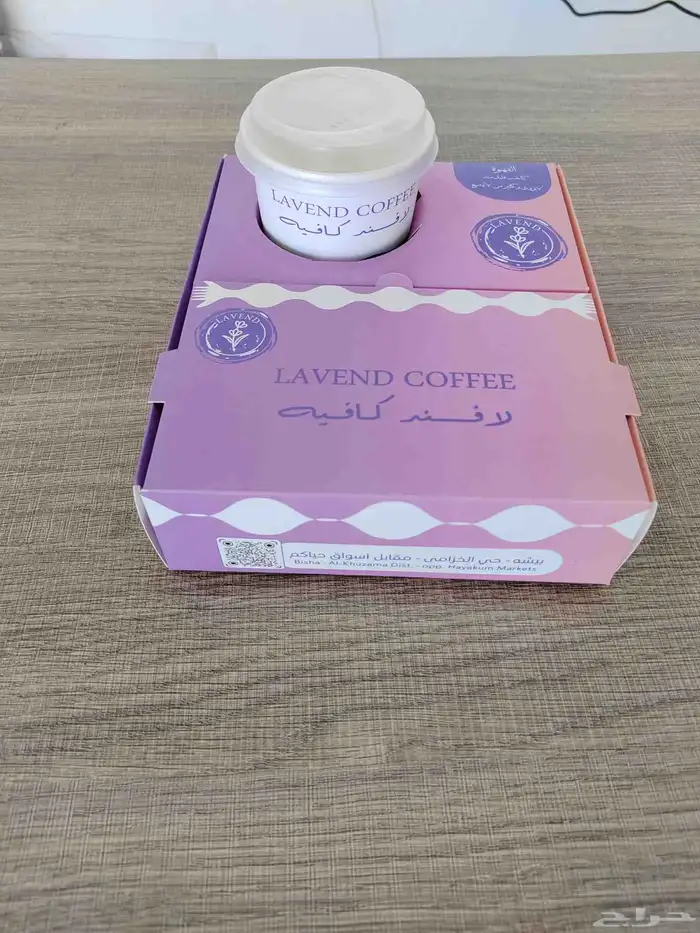 القهوة
LAVEND COFFEE
لافند كافيه
LAVEND
LAVEND
LAVEND COFFEE
لافند كافيه
بيشه - حي الخزامى - مقابل اسواق حياكم
Bisha - Al-Khuzama Dist. - opp. Hayakum Markets
حراج